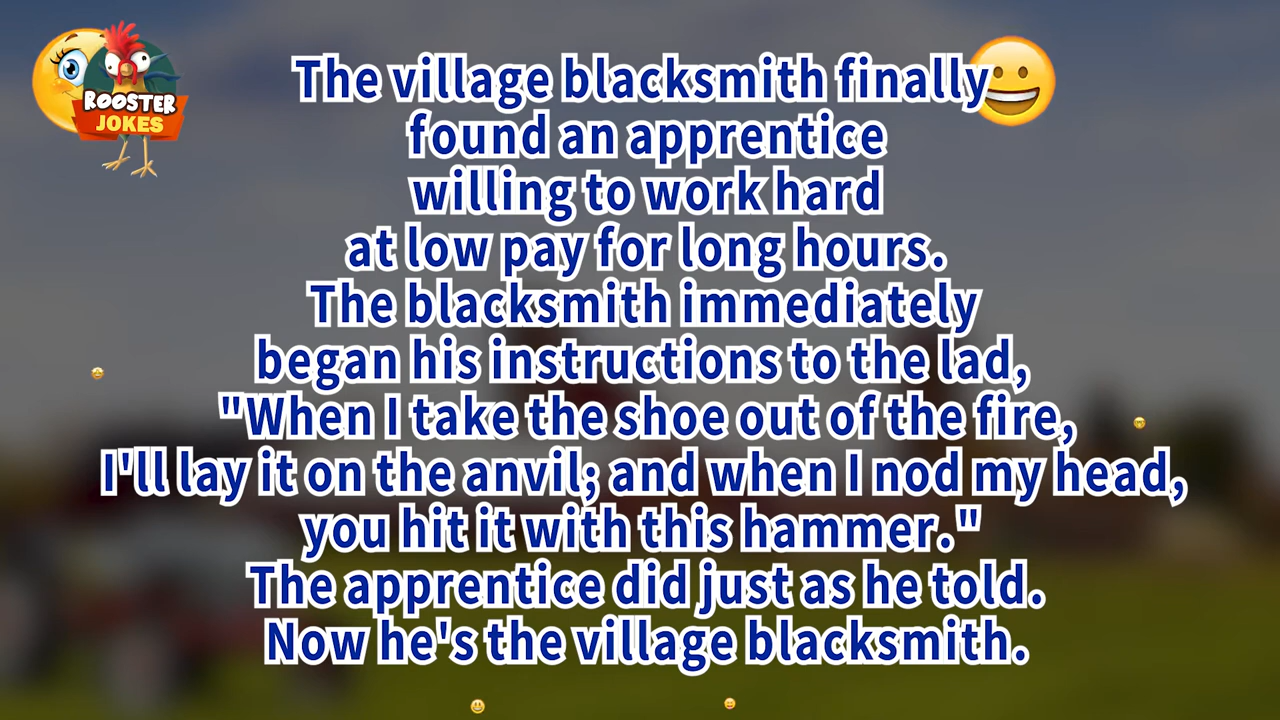 ROOSTER
JOKES
The village blacksmith finally
found an apprentice
willing to work hard
at low pay for long hours.
The blacksmith immediately
began his instructions to the lad,
"When I take the shoe out of the fire,
I'll lay it on the anvil; and when I nod my head,
you hit it with this hammer."
The apprentice did just as he told.
Now he's the village blacksmith.